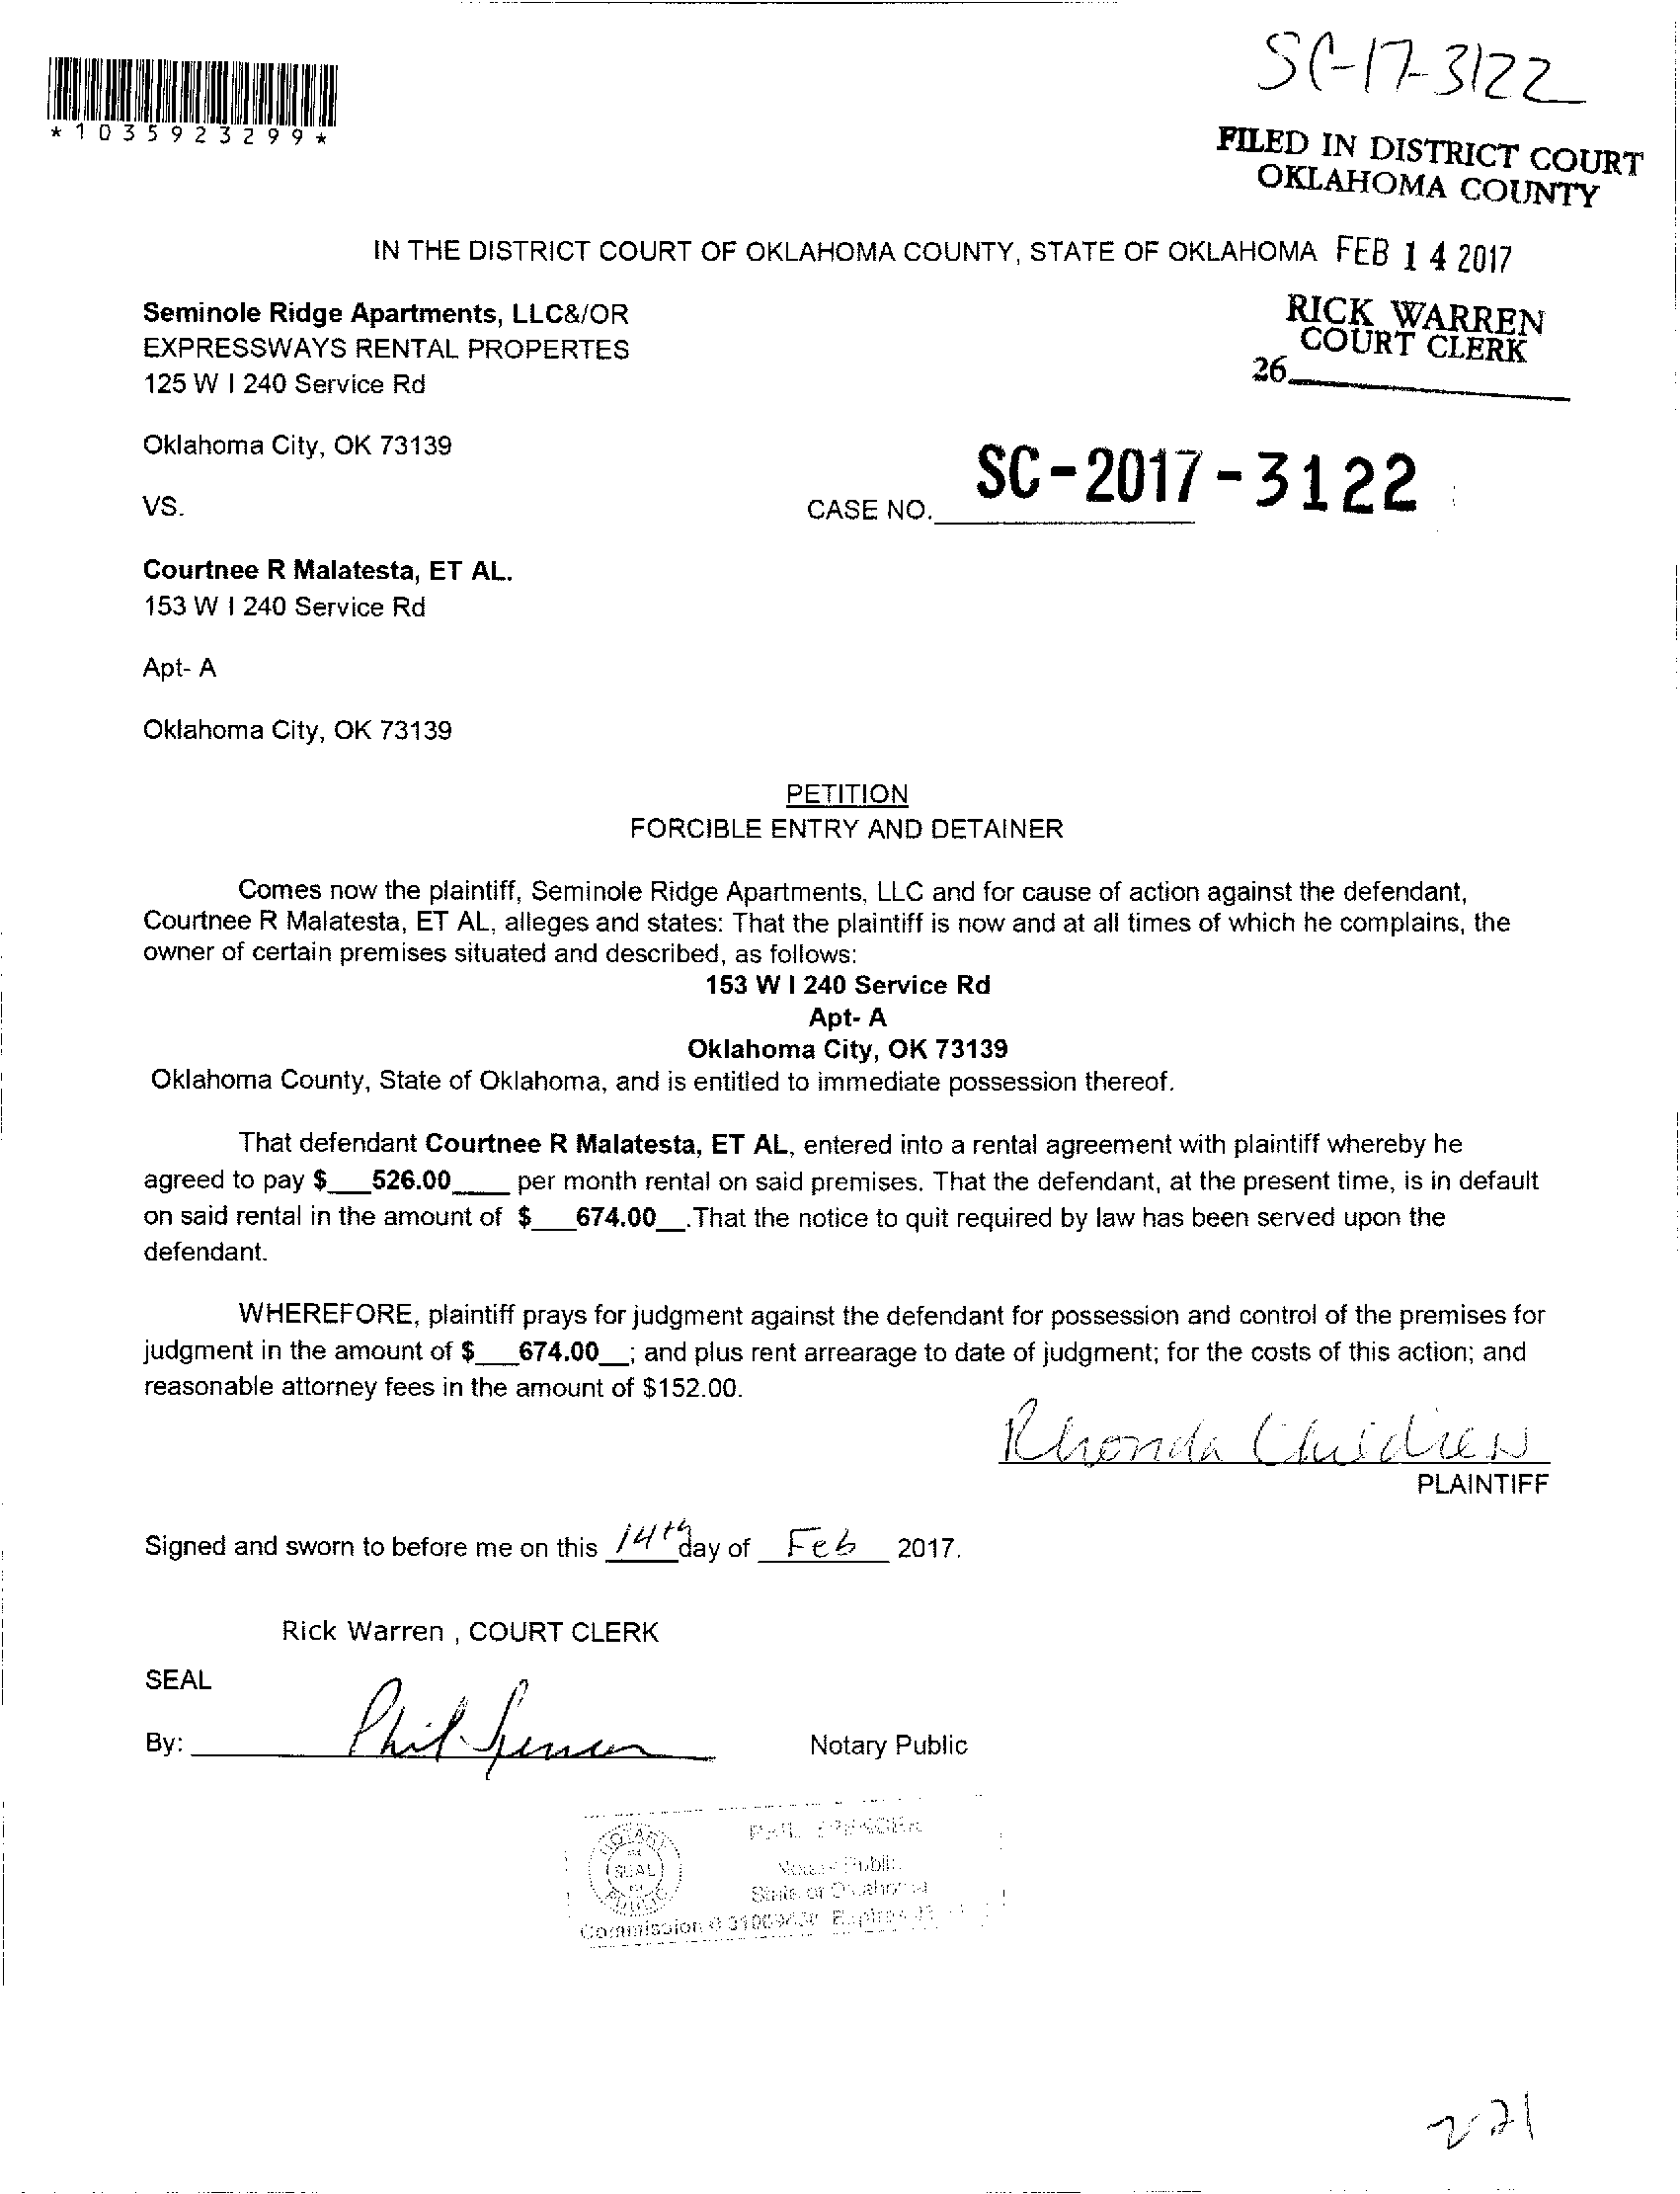 SC-17-3122
*1035923299*
FILED IN DISTRICT COURT
OKLAHOMA COUNTY
IN THE DISTRICT COURT OF OKLAHOMA COUNTY, STATE OF OKLAHOMA FEB 14 2017
Seminole Ridge Apartments, LLC&/OR
RICK WARREN
EXPRESSWAYS RENTAL PROPERTES
COURT CLERK
125 W I 240 Service Rd
26
Oklahoma City, OK 73139
VS.
CASE NO. SC-2017-3122
Courtnee R Malatesta, ET AL.
153 W I 240 Service Rd
Apt- A
Oklahoma City, OK 73139
PETITION
FORCIBLE ENTRY AND DETAINER
Comes now the plaintiff, Seminole Ridge Apartments, LLC and for cause of action against the defendant,
Courtnee R Malatesta, ET AL, alleges and states: That the plaintiff is now and at all times of which he complains, the
owner of certain premises situated and described, as follows:
153 W I 240 Service Rd
Apt- A
Oklahoma City, OK 73139
Oklahoma County, State of Oklahoma, and is entitled to immediate possession thereof.
That defendant Courtnee R Malatesta, ET AL, entered into a rental agreement with plaintiff whereby he
agreed to pay $___526.00____ per month rental on said premises. That the defendant, at the present time, is in default
on said rental in the amount of $___674.00__.That the notice to quit required by law has been served upon the
defendant.
WHEREFORE, plaintiff prays for judgment against the defendant for possession and control of the premises for
judgment in the amount of $___674.00__; and plus rent arrearage to date of judgment; for the costs of this action; and
reasonable attorney fees in the amount of $152.00.
Rhonda Childres
PLAINTIFF
Signed and sworn to before me on this 14th day of Feb 2017.
Rick Warren , COURT CLERK
SEAL
By: Phil Spencer
Notary Public
NOTARY
SEAL
PUBLIC
Notary Public
State of Oklahoma
Commission # Expires
2-21